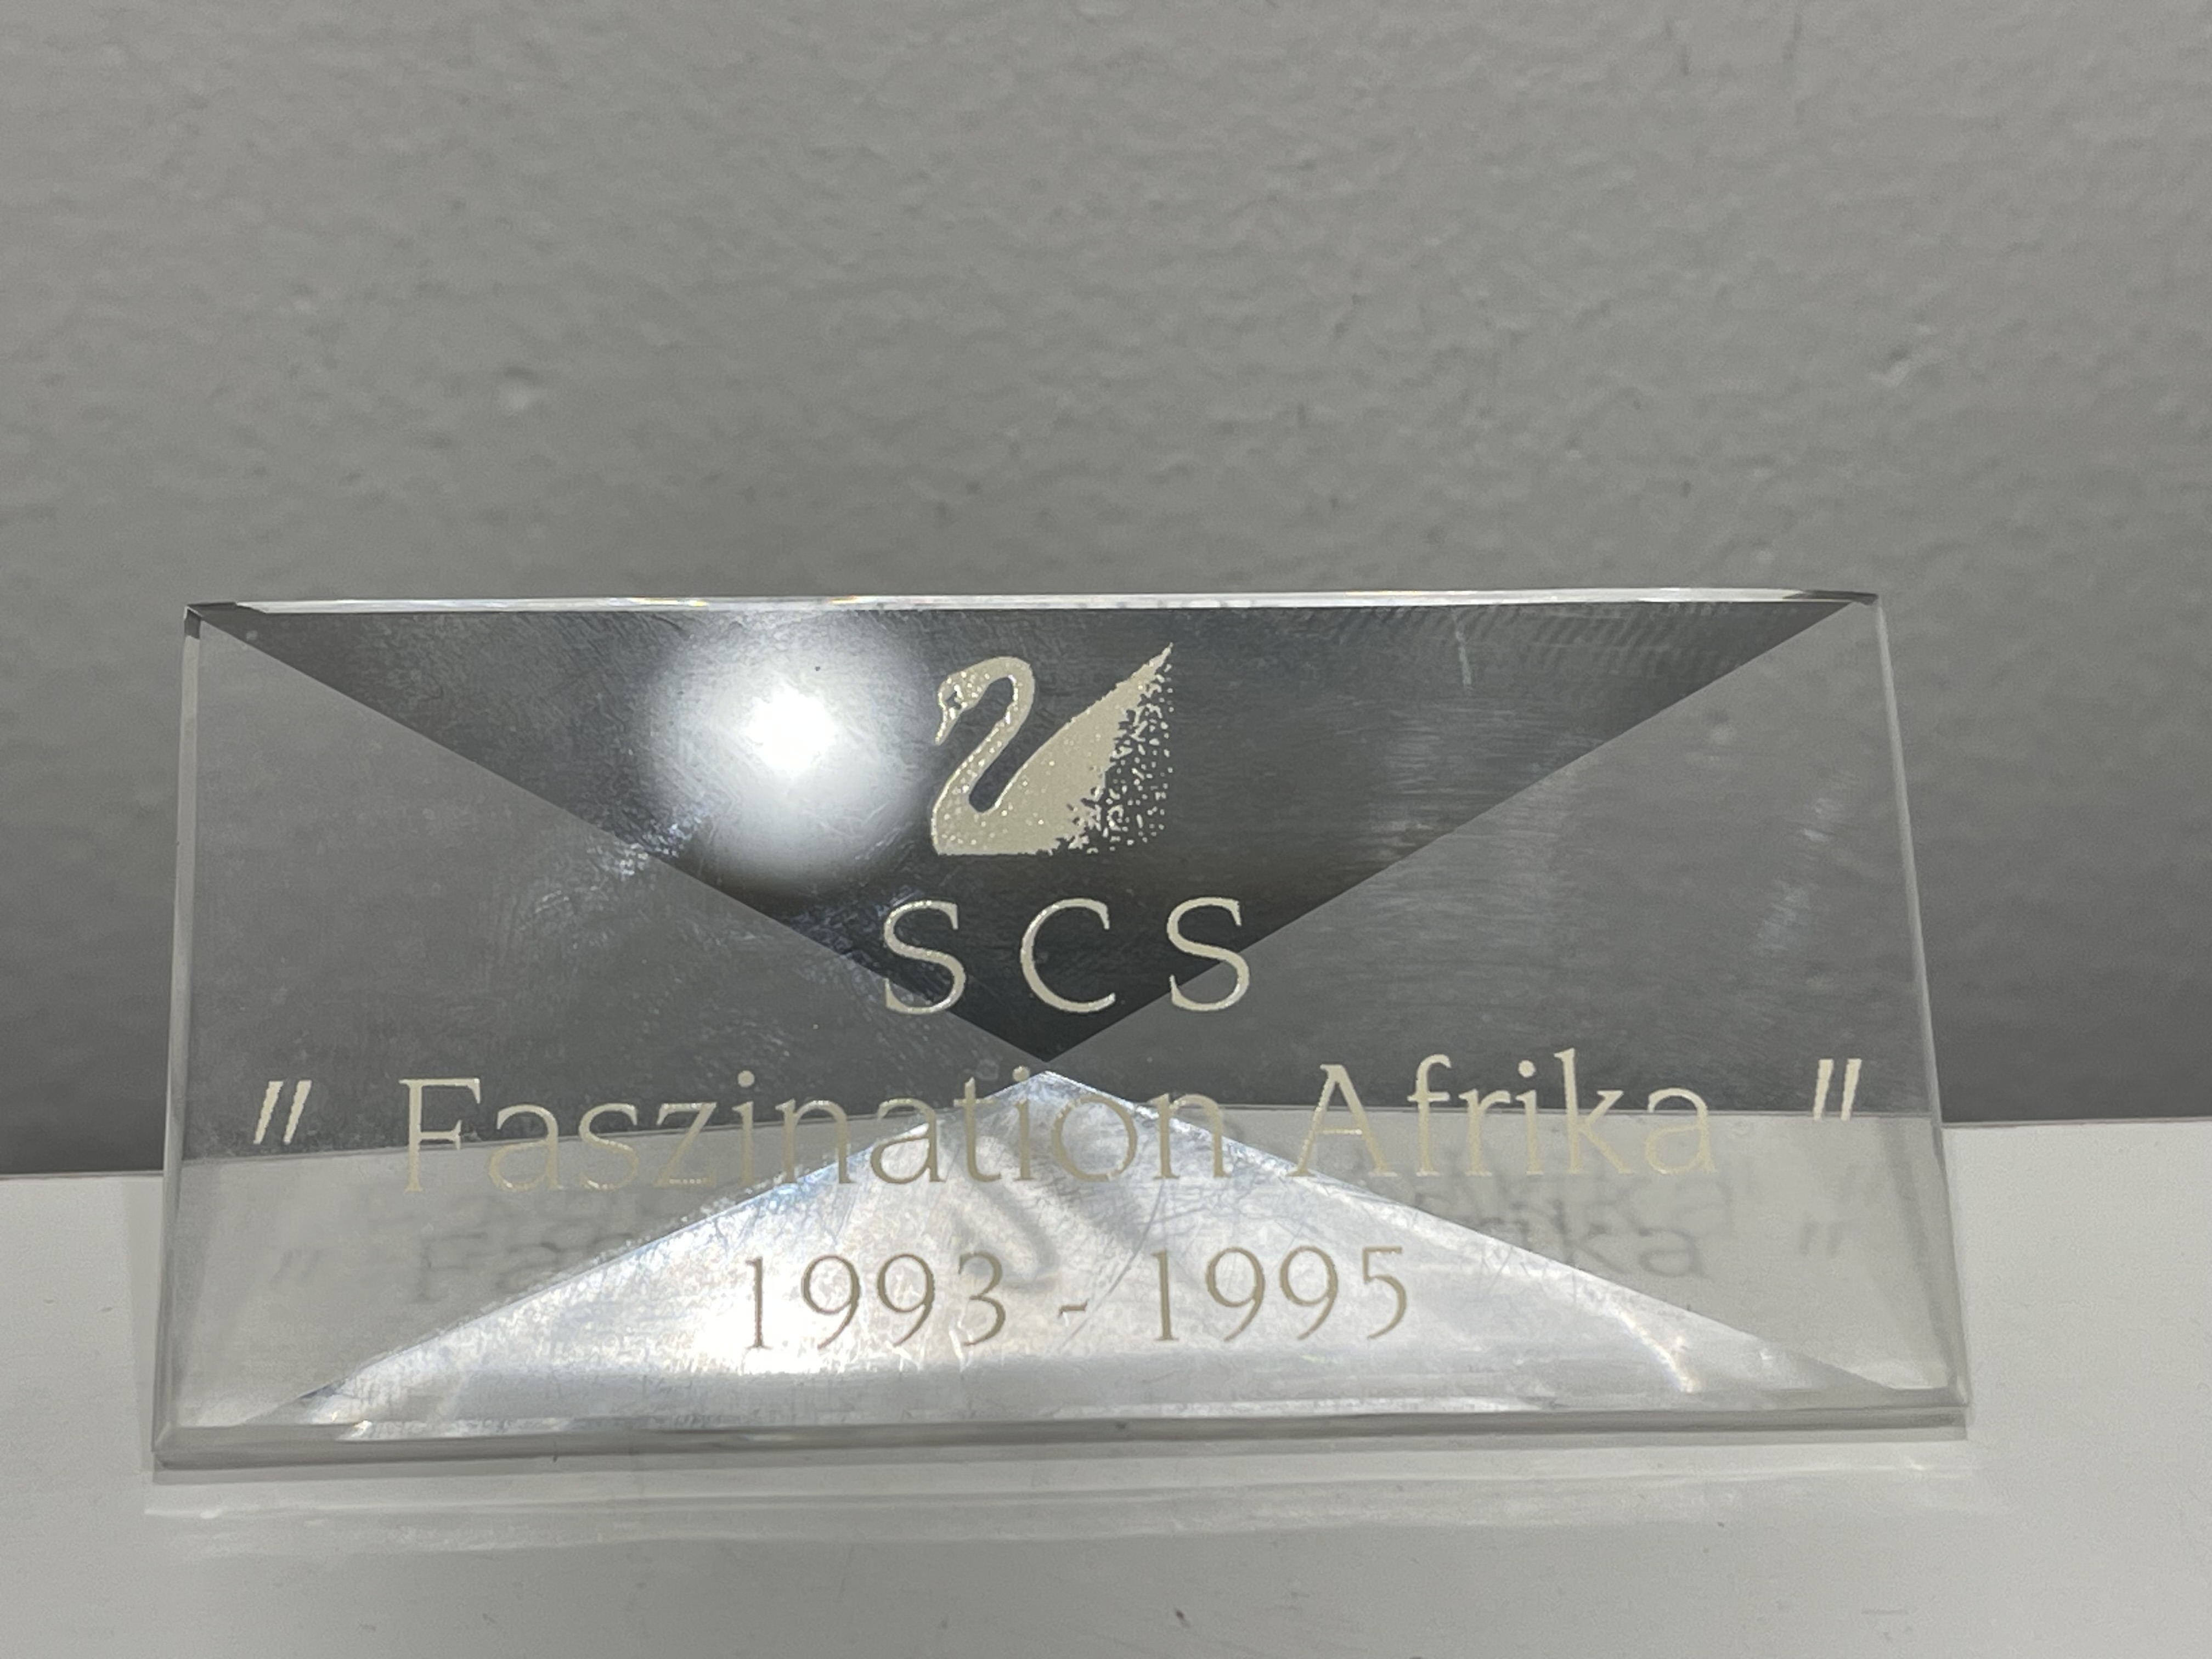 SCS
" Faszination Afrika "
1993 - 1995